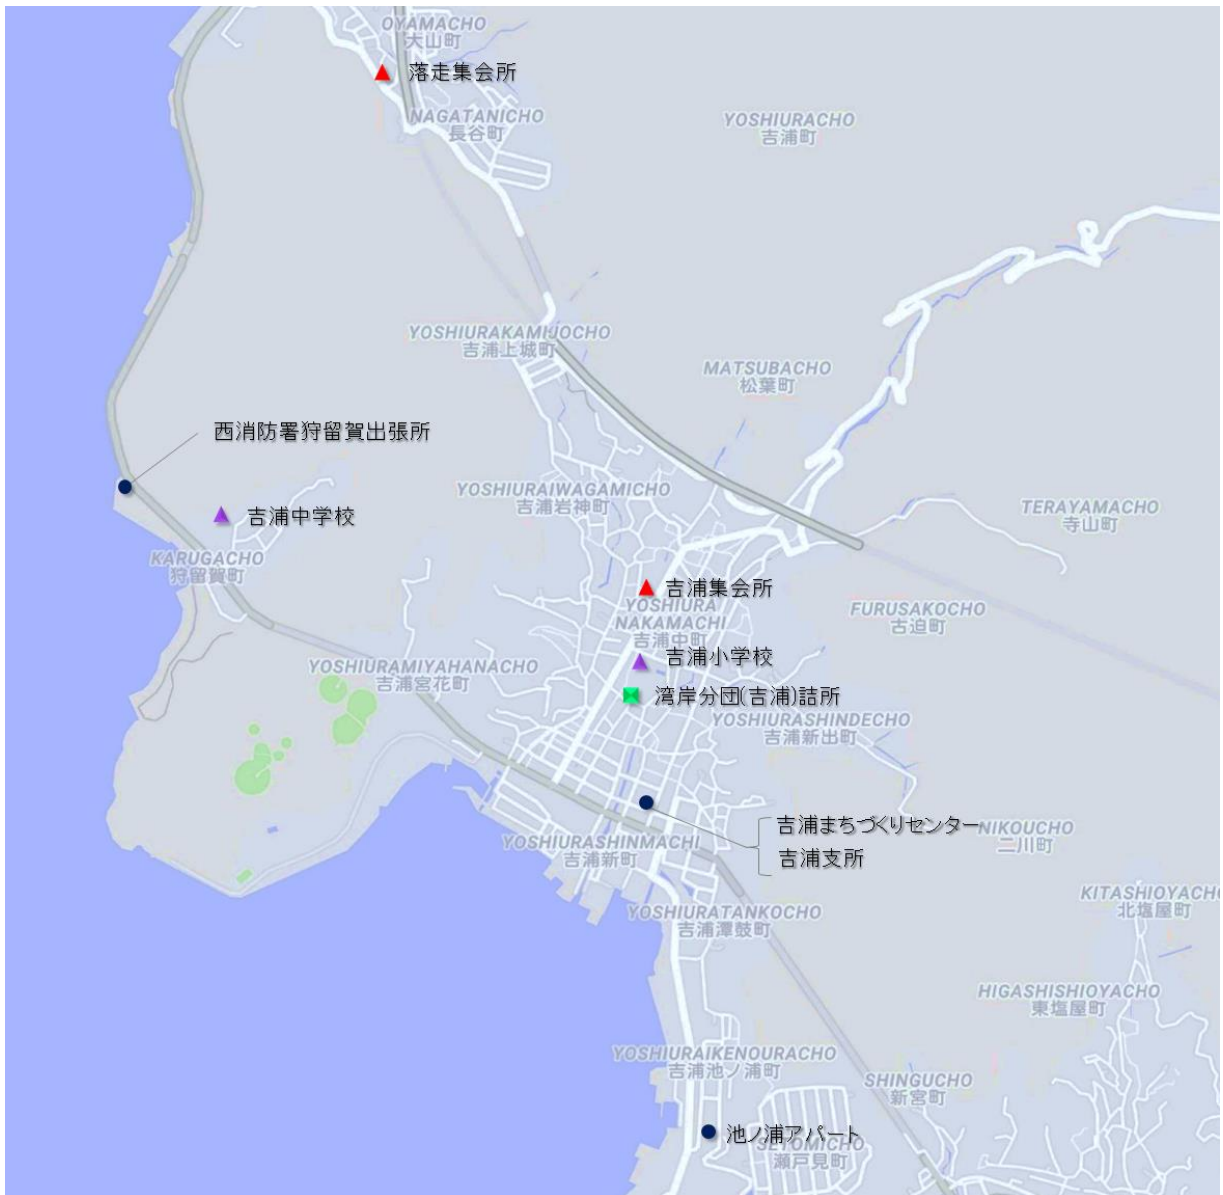 OYAMACHO
大山町
落走集会所
NAGATANICHO
長谷町
YOSHIURACHO
吉浦町
YOSHIURAKAMIJOCHO
吉浦上城町
MATSUBACHO
松葉町
西消防署狩留賀出張所
YOSHIURAIWAGAMICHO
吉浦岩神町
吉浦中学校
TERAYAMACHO
寺山町
KARUGACHO
狩留賀町
吉浦集会所
YOSHIURA
NAKAMACHI
吉浦中町
FURUSAKOCHO
古迫町
吉浦小学校
YOSHIURAMIYAHANACHO
吉浦宮花町
湾岸分団(吉浦)詰所
YOSHIURASHINDECHO
吉浦新出町
吉浦まちづくりセンター
吉浦支所
NIKOUCHO
二川町
YOSHIURASHINMACHI
吉浦新町
KITASHIOYACHO
北塩屋町
YOSHIURATANKOCHO
吉浦潭鼓町
HIGASHISHIOYACHO
東塩屋町
YOSHIURAIKENOURACHO
吉浦池ノ浦町
SHINGUCHO
新宮町
池ノ浦アパート
SETOMICHO
瀬戸見町